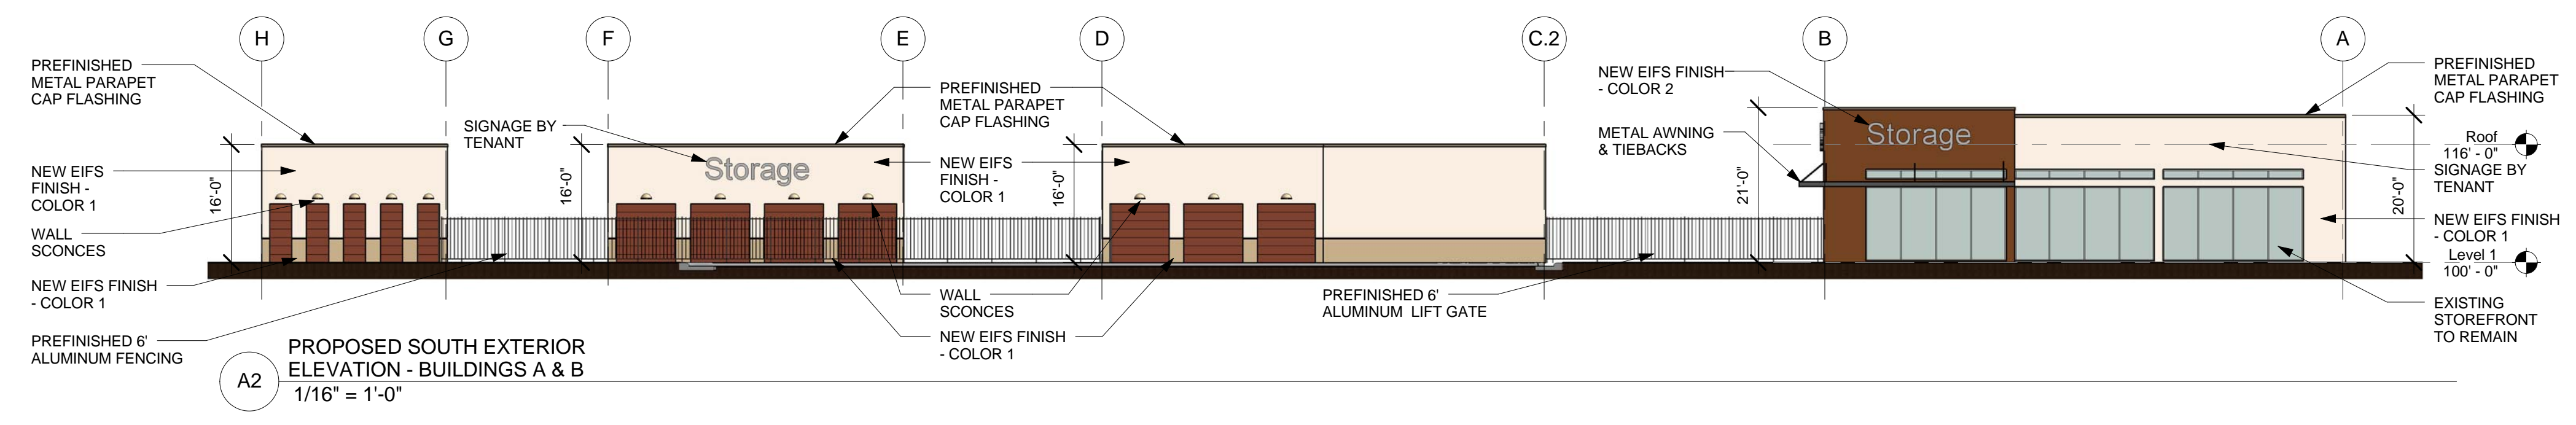 H
G
F
E
D
C.2
B
A
PREFINISHED
METAL PARAPET
CAP FLASHING
NEW EIFS
FINISH -
COLOR 1
WALL
SCONCES
NEW EIFS FINISH
- COLOR 1
PREFINISHED 6'
ALUMINUM FENCING
16'-0"
SIGNAGE BY
TENANT
16'-0"
Storage
PREFINISHED
METAL PARAPET
CAP FLASHING
NEW EIFS
FINISH -
COLOR 1
WALL
SCONCES
NEW EIFS FINISH
- COLOR 1
16'-0"
PREFINISHED 6'
ALUMINUM LIFT GATE
NEW EIFS FINISH
- COLOR 2
METAL AWNING
& TIEBACKS
21'-0"
Storage
20'-0"
PREFINISHED
METAL PARAPET
CAP FLASHING
Roof
116' - 0"
SIGNAGE BY
TENANT
NEW EIFS FINISH
- COLOR 1
Level 1
100' - 0"
EXISTING
STOREFRONT
TO REMAIN
A2
PROPOSED SOUTH EXTERIOR
ELEVATION - BUILDINGS A & B
1/16" = 1'-0"